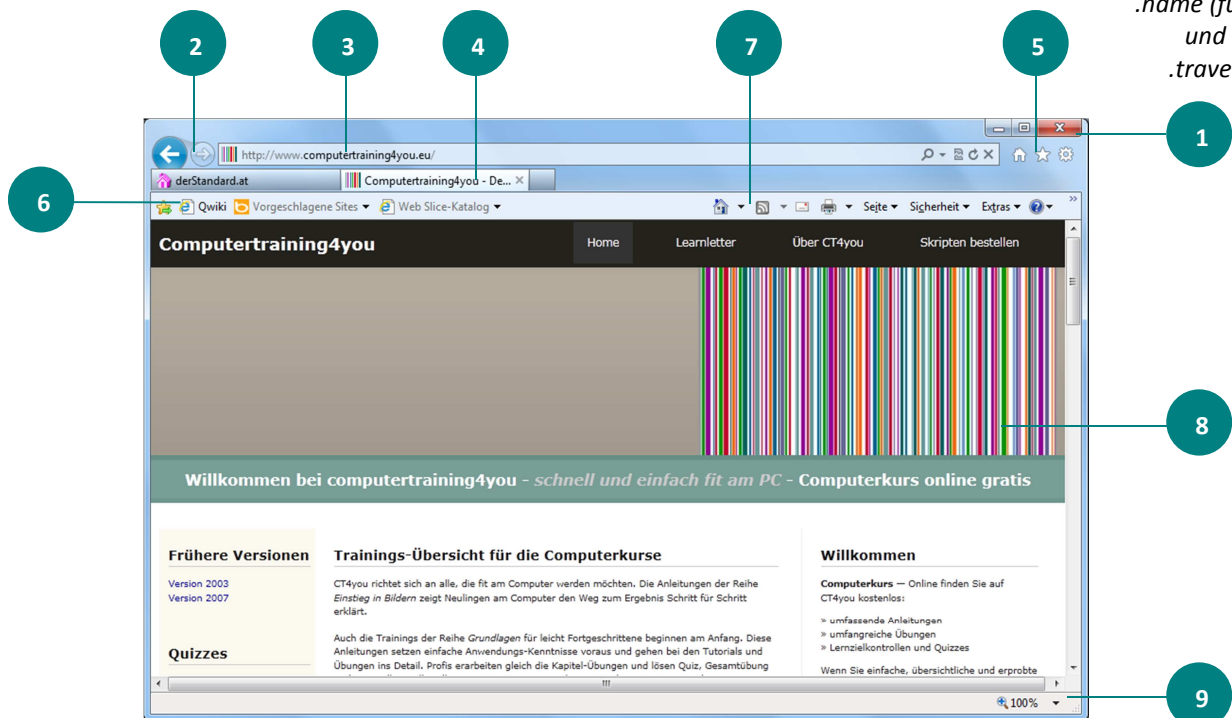 .name (fü
und
.trave
2
3
4
7
5
1
http://www.computertraining4you.eu/
derStandard.at
Computertraining4you - De...
6
Qwiki
Vorgeschlagene Sites
Web Slice-Katalog
Seite
Sicherheit
Extras
Computertraining4you
Home
Learnletter
Über CT4you
Skripten bestellen
8
Willkommen bei computertraining4you - schnell und einfach fit am PC - Computerkurs online gratis
Frühere Versionen
Version 2003
Version 2007
Quizzes
Trainings-Übersicht für die Computerkurse
CT4you richtet sich an alle, die fit am Computer werden möchten. Die Anleitungen der Reihe
Einstieg in Bildern zeigt Neulingen am Computer den Weg zum Ergebnis Schritt für Schritt
erklärt.
Auch die Trainings der Reihe Grundlagen für leicht Fortgeschrittene beginnen am Anfang. Diese
Anleitungen setzen einfache Anwendungs-Kenntnisse voraus und gehen bei den Tutorials und
Übungen ins Detail. Profis erarbeiten gleich die Kapitel-Übungen und lösen Quiz, Gesamtübung
Willkommen
Computerkurs — Online finden Sie auf
CT4you kostenlos:
» umfassende Anleitungen
» umfangreiche Übungen
» Lernzielkontrollen und Quizzes
Wenn Sie einfache, übersichtliche und erprobte
100%
9